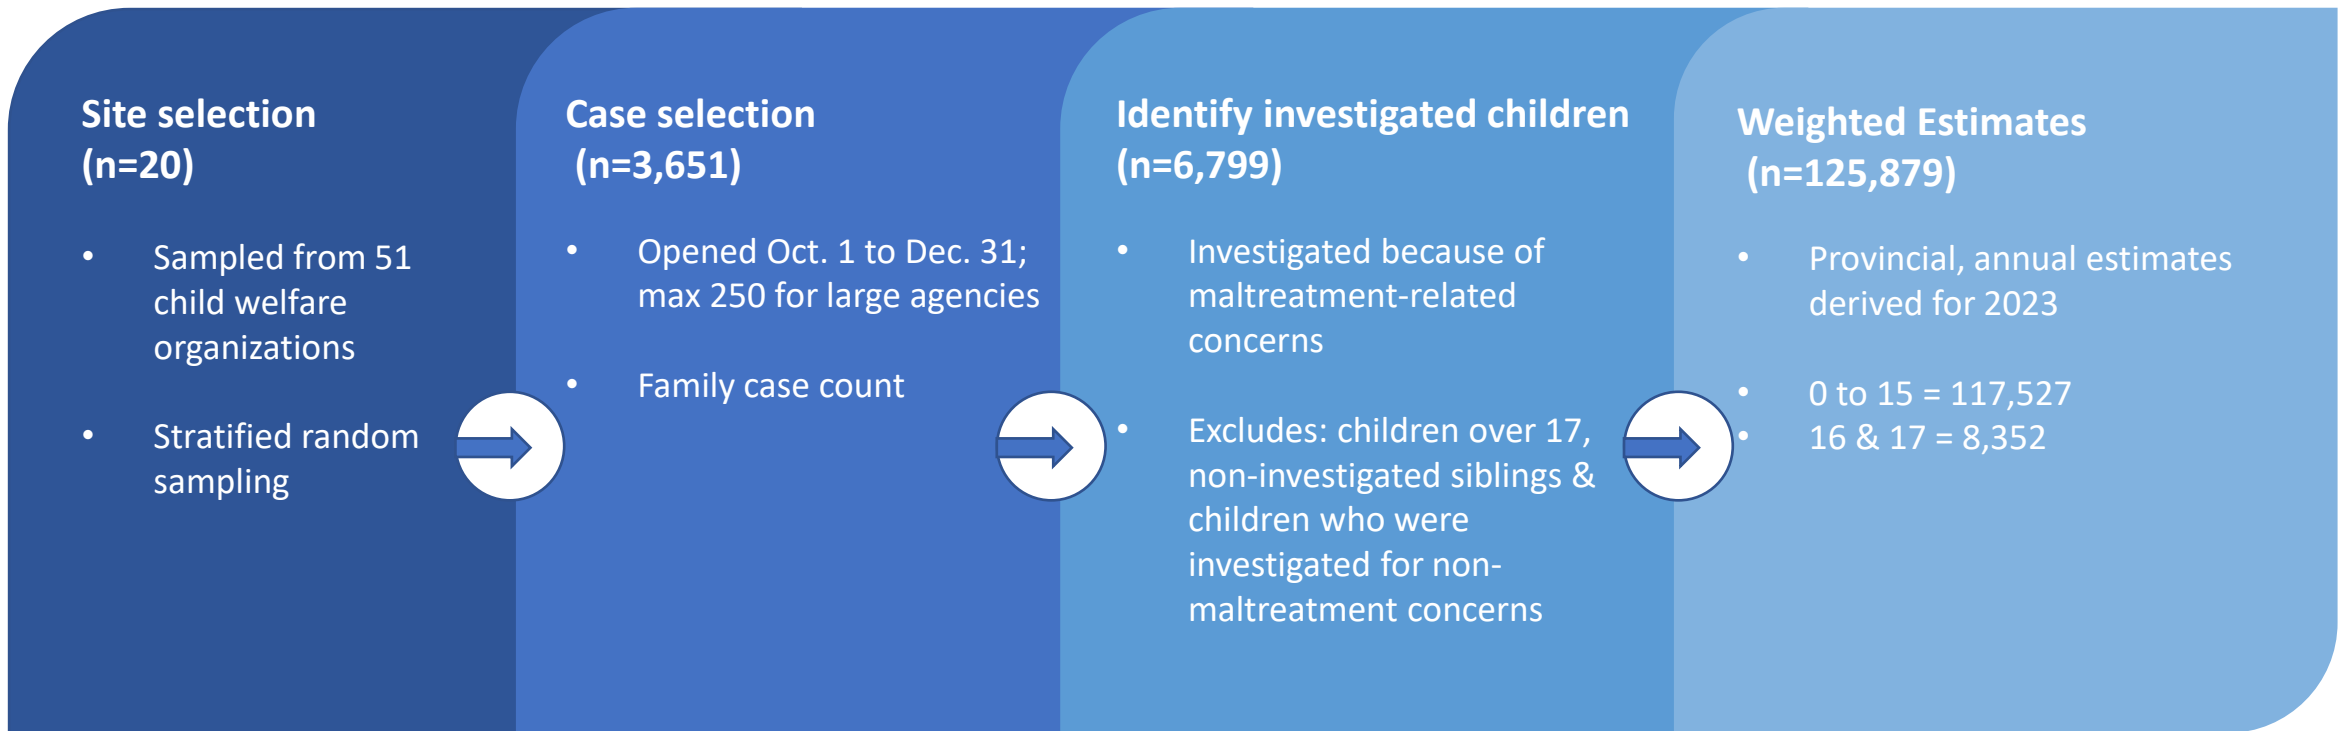 Site selection
(n=20)
• Sampled from 51
child welfare
organizations
• Stratified random
sampling
Case selection
(n=3,651)
• Opened Oct. 1 to Dec. 31;
max 250 for large agencies
• Family case count
Identify investigated children
(n=6,799)
• Investigated because of
maltreatment-related
concerns
• Excludes: children over 17,
non-investigated siblings &
children who were
investigated for non-
maltreatment concerns
Weighted Estimates
(n=125,879)
• Provincial, annual estimates
derived for 2023
• 0 to 15 = 117,527
• 16 & 17 = 8,352